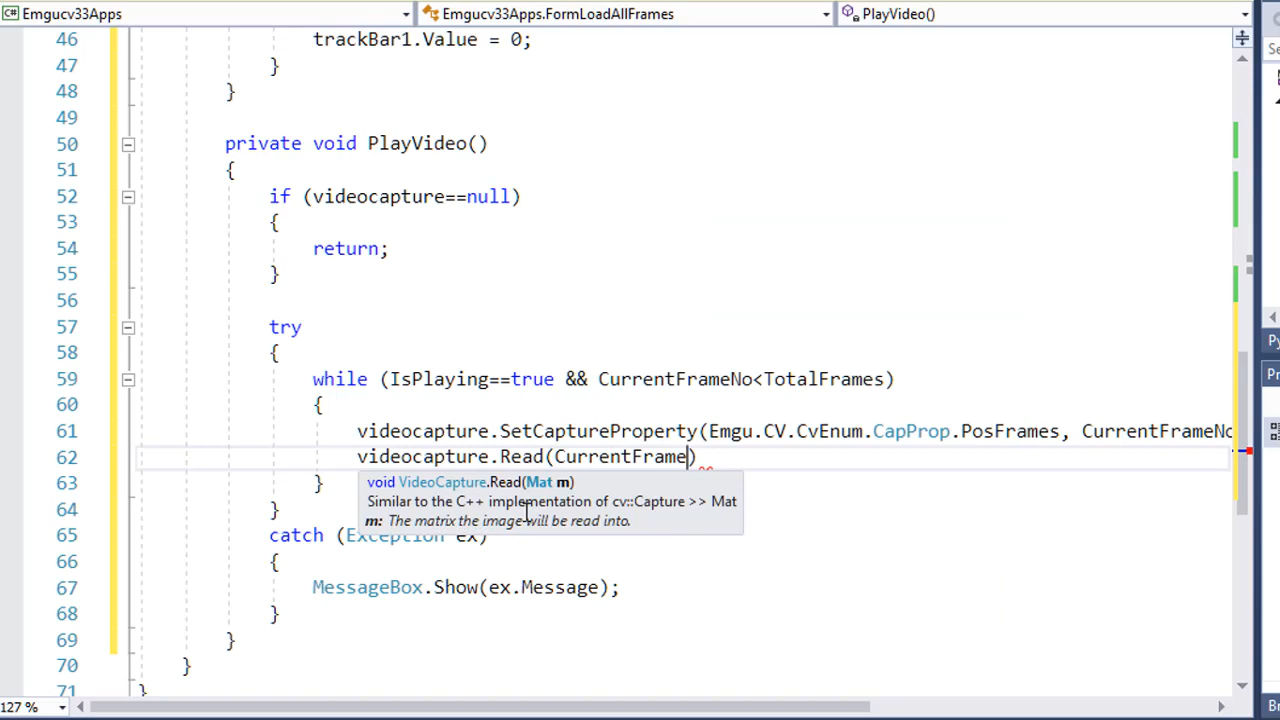 Emgucv33Apps Emgucv33Apps.FormLoadAllFrames PlayVideo()
46 trackBar1.Value = 0;
47 }
48 }
49
50 private void PlayVideo()
51 {
52 if (videocapture==null)
53 {
54 return;
55 }
56
57 try
58 {
59 while (IsPlaying==true && CurrentFrameNo<TotalFrames)
60 {
61 videocapture.SetCaptureProperty(Emgu.CV.CvEnum.CapProp.PosFrames, CurrentFrameNo
62 videocapture.Read(CurrentFrame)
63 }
void VideoCapture.Read(Mat m)
Similar to the C++ implementation of cv::Capture >> Mat
m: The matrix the image will be read into.
64 }
65 catch (Exception ex)
66 {
67 MessageBox.Show(ex.Message);
68 }
69 }
70 }
71 }
127 %